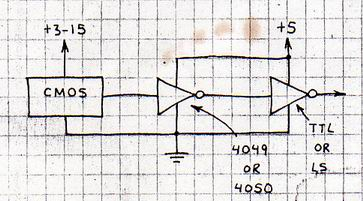 +3-15
+5
CMOS
4049
OR
4050
TTL
OR
LS